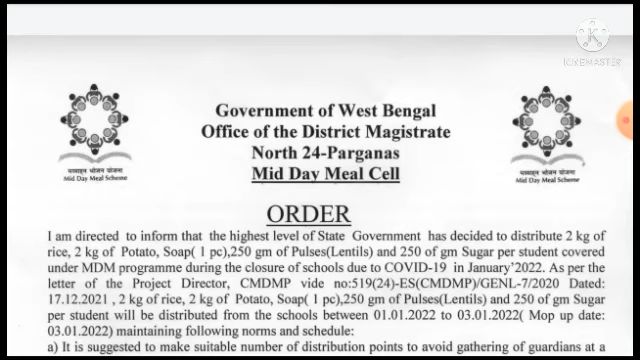 KINEMASTER
Government of West Bengal
Office of the District Magistrate
North 24-Parganas
Mid Day Meal Cell
मध्याह्न भोजन योजना
Mid Day Meal Scheme
मध्याह्न भोजन योजना
Mid Day Meal Scheme
ORDER
I am directed to inform that the highest level of State Government has decided to distribute 2 kg of
rice, 2 kg of Potato, Soap( 1 pc),250 gm of Pulses(Lentils) and 250 of gm Sugar per student covered
under MDM programme during the closure of schools due to COVID-19 in January'2022. As per the
letter of the Project Director, CMDMP vide no:519(24)-ES(CMDMP)/GENL-7/2020 Dated:
17.12.2021 , 2 kg of rice, 2 kg of Potato, Soap( 1 pc),250 gm of Pulses(Lentils) and 250 of gm Sugar
per student will be distributed from the schools between 01.01.2022 to 03.01.2022( Mop up date:
03.01.2022) maintaining following norms and schedule:
a) It is suggested to make suitable number of distribution points to avoid gathering of guardians at a